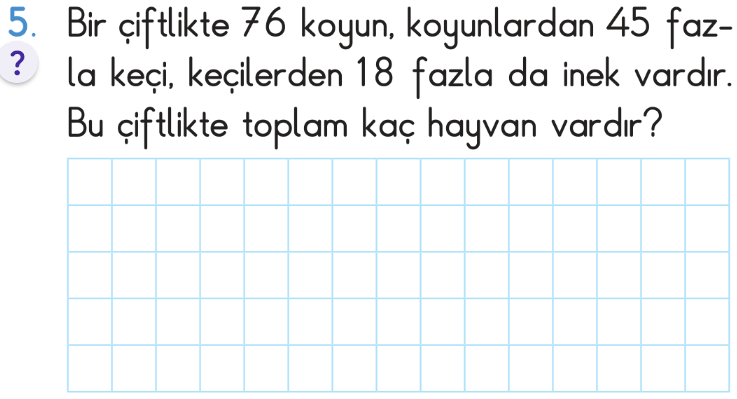 5. Bir çiftlikte 76 koyun, koyunlardan 45 faz-
? la keçi, keçilerden 18 fazla da inek vardır.
Bu çiftlikte toplam kaç hayvan vardır?